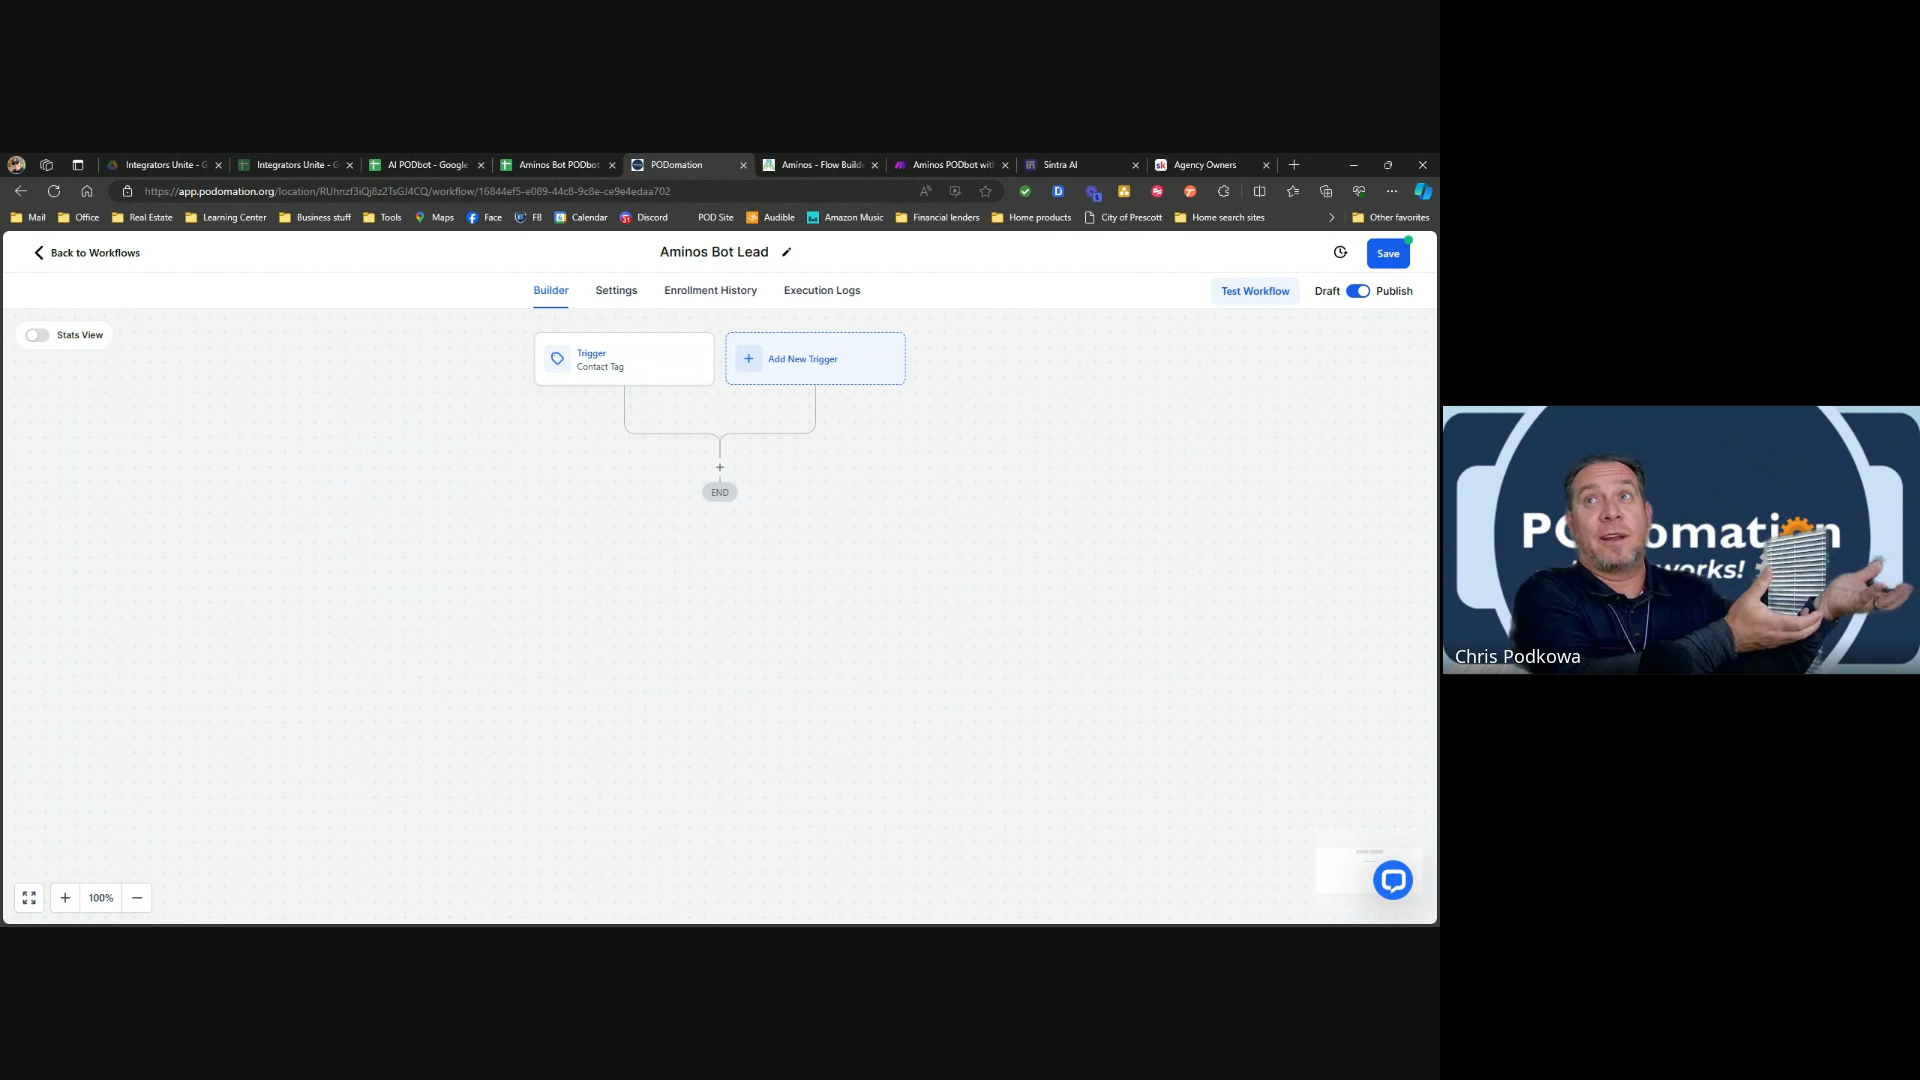 Integrators Unite - G
Integrators Unite - G
AI PODbot - Google
Aminos Bot PODbot
PODomation
Aminos - Flow Build
Aminos PODbot wit
Sintra AI
Agency Owners
https://app.podomation.org/location/RUhnzf3iQj8z2TsGJ4CQ/workflow/16844ef5-e089-44c8-9c8e-ce9e4edaa702
Mail
Office
Real Estate
Learning Center
Business stuff
Tools
Maps
Face
FB
Calendar
Discord
POD Site
Audible
Amazon Music
Financial lenders
Home products
City of Prescott
Home search sites
Other favorites
Back to Workflows
Aminos Bot Lead
Save
Builder
Settings
Enrollment History
Execution Logs
Test Workflow
Draft
Publish
Stats View
Trigger
Contact Tag
Add New Trigger
END
100%
works!
Chris Podkowa